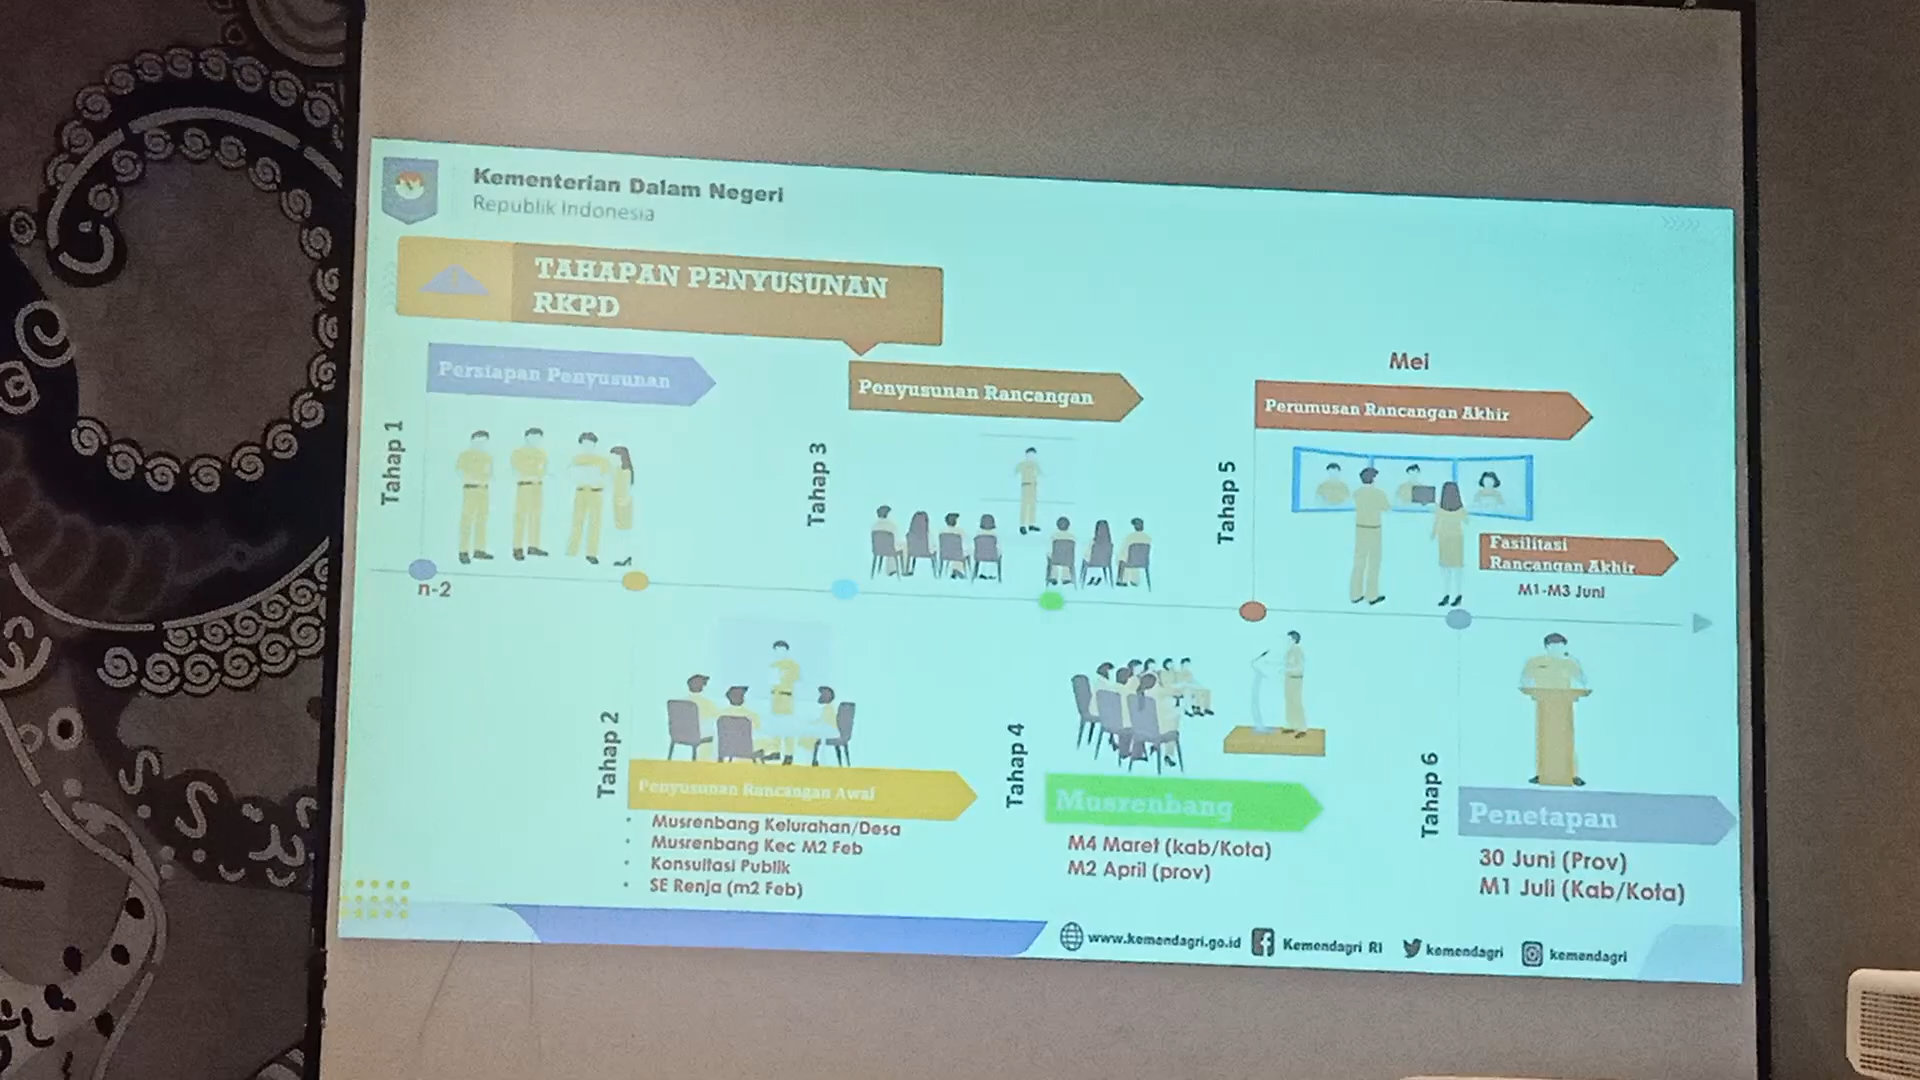 Kementerian Dalam Negeri
Republik Indonesia
TAHAPAN PENYUSUNAN
RKPD
Tahap 1
Persiapan Penyusunan
n-2
Tahap 2
Penyusunan Rancangan Awal
• Musrenbang Kelurahan/Desa
• Musrenbang Kec M2 Feb
• Konsultasi Publik
• SE Renja (m2 Feb)
Tahap 3
Penyusunan Rancangan
Tahap 4
Musrenbang
M4 Maret (kab/Kota)
M2 April (prov)
Mei
Tahap 5
Perumusan Rancangan Akhir
Fasilitasi
Rancangan Akhir
M1-M3 Juni
Tahap 6
Penetapan
30 Juni (Prov)
M1 Juli (Kab/Kota)
www.kemendagri.go.id Kemendagri RI kemendagri kemendagri